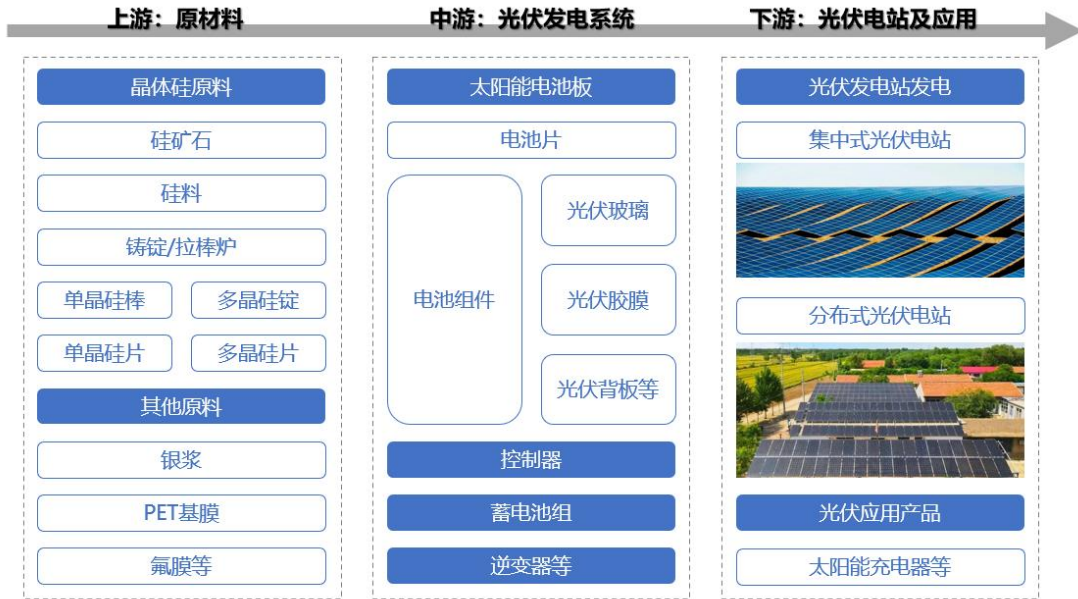 上游：原材料
中游：光伏发电系统
下游：光伏电站及应用
晶体硅原料
硅矿石
硅料
铸锭/拉棒炉
单晶硅棒
多晶硅锭
单晶硅片
多晶硅片
其他原料
银浆
PET基膜
氟膜等
太阳能电池板
电池片
电池组件
光伏玻璃
光伏胶膜
光伏背板等
控制器
蓄电池组
逆变器等
光伏发电站发电
集中式光伏电站
分布式光伏电站
光伏应用产品
太阳能充电器等